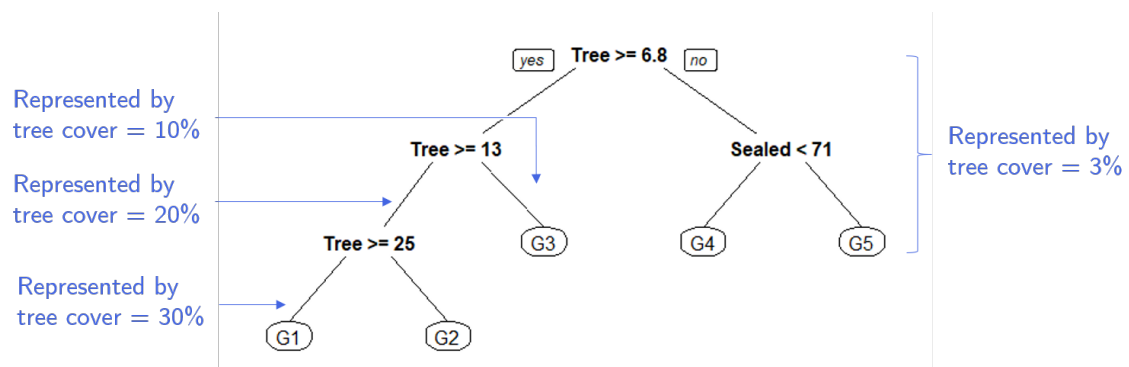 yes
Tree >= 6.8
no
Represented by
tree cover = 10%
Tree >= 13
Sealed < 71
Represented by
tree cover = 3%
Represented by
tree cover = 20%
Tree >= 25
G3
G4
G5
Represented by
tree cover = 30%
G1
G2